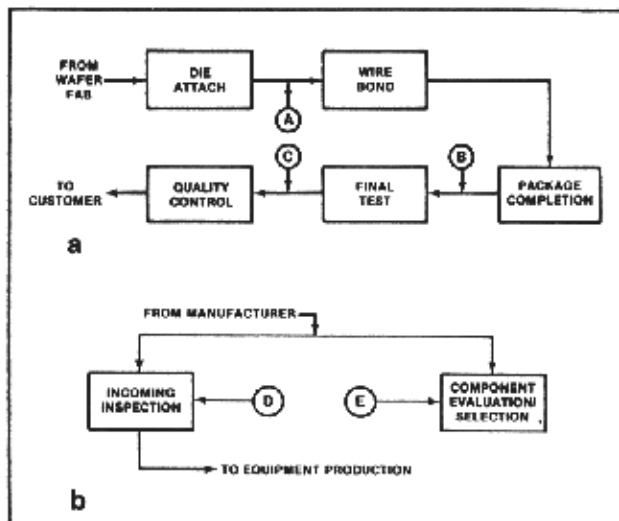 FROM
WAFER
FAB
DIE
ATTACH
WIRE
BOND
A
C
B
TO
CUSTOMER
QUALITY
CONTROL
FINAL
TEST
PACKAGE
COMPLETION
a
FROM MANUFACTURER
INCOMING
INSPECTION
D
E
COMPONENT
EVALUATION/
SELECTION
TO EQUIPMENT PRODUCTION
b